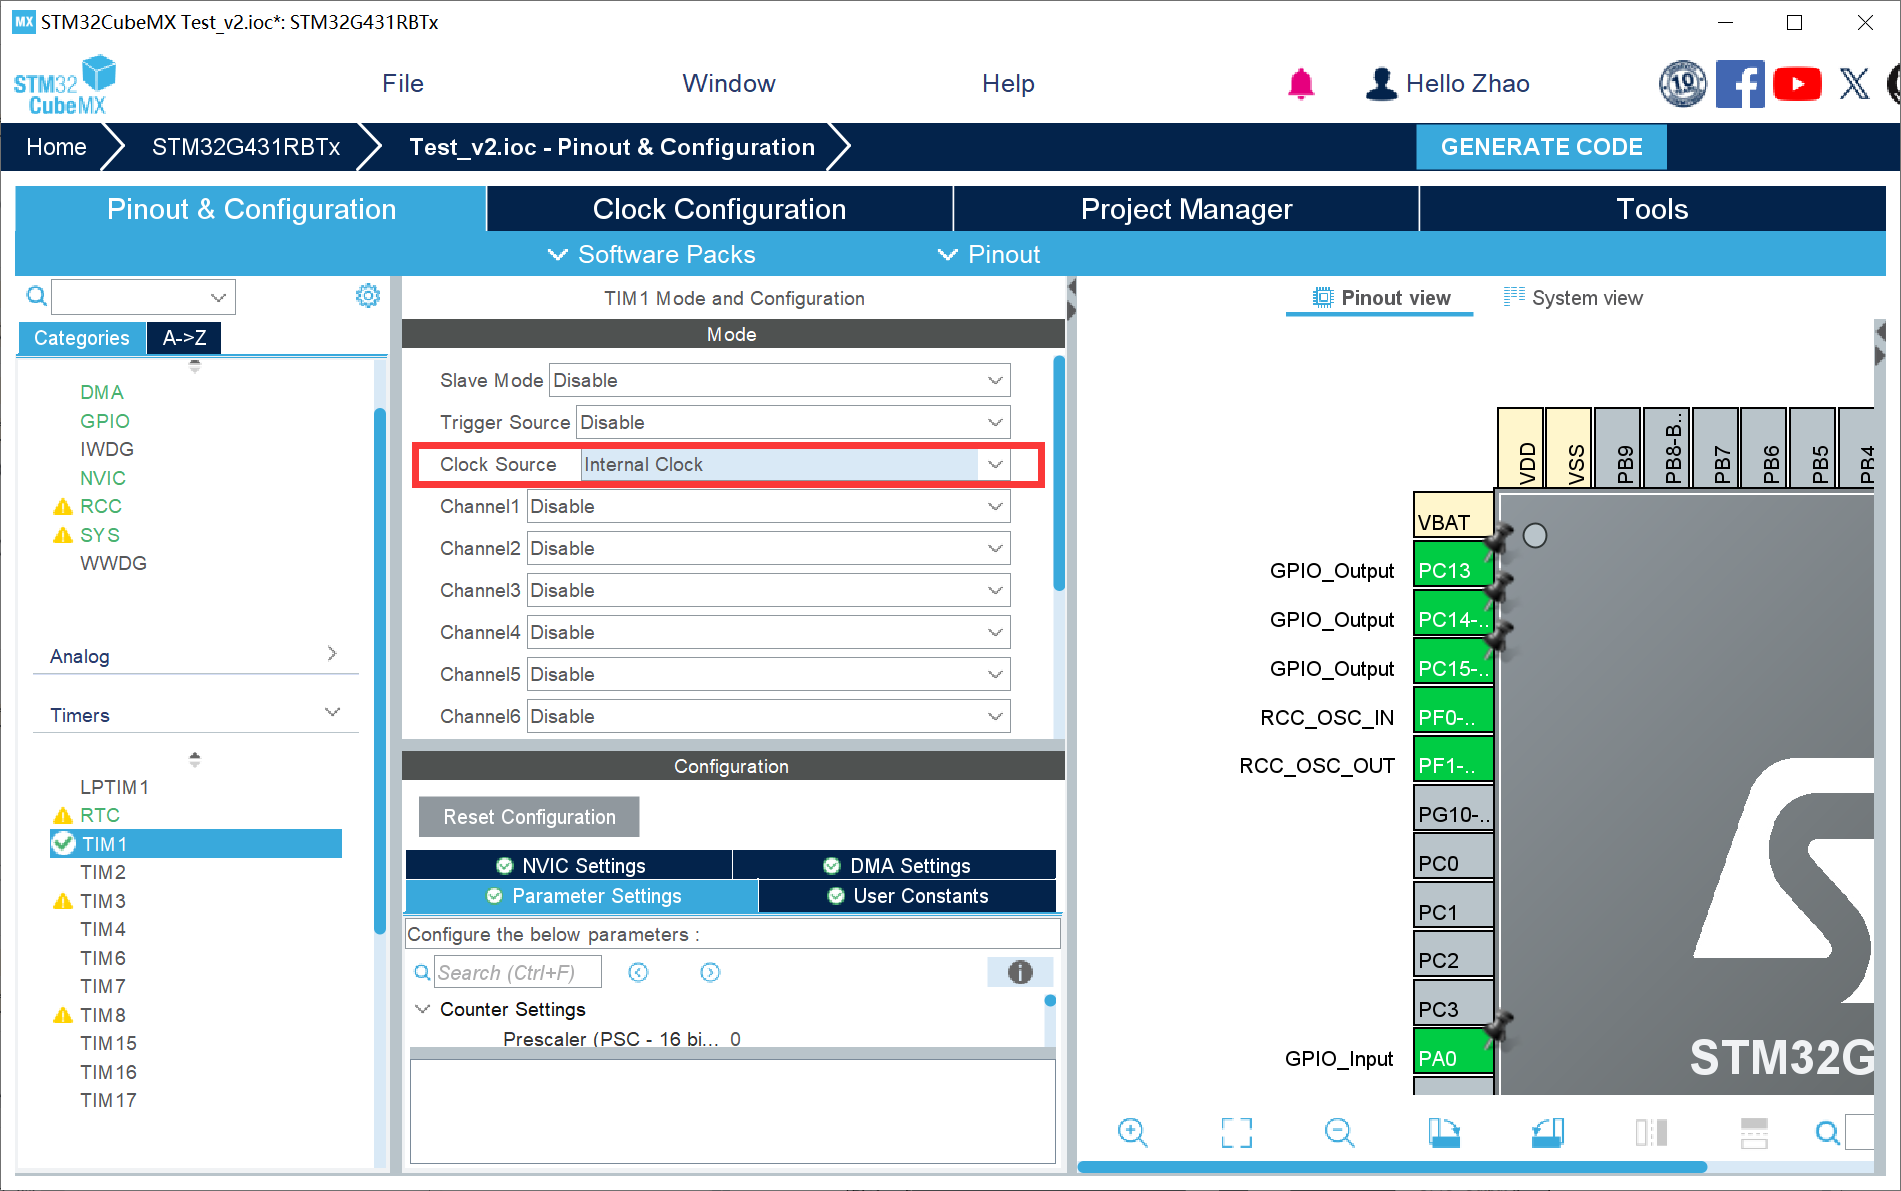 MX STM32CubeMX Test_v2.ioc*: STM32G431RBTx
STM32
CubeMX
File Window Help Hello Zhao
10
Home STM32G431RBTx Test_v2.ioc - Pinout & Configuration GENERATE CODE
Pinout & Configuration Clock Configuration Project Manager Tools
Software Packs Pinout
Categories A->Z
DMA
GPIO
IWDG
NVIC
RCC
SYS
WWDG
Analog
Timers
LPTIM1
RTC
TIM1
TIM2
TIM3
TIM4
TIM6
TIM7
TIM8
TIM15
TIM16
TIM17
TIM1 Mode and Configuration
Mode
Slave Mode Disable
Trigger Source Disable
Clock Source Internal Clock
Channel1 Disable
Channel2 Disable
Channel3 Disable
Channel4 Disable
Channel5 Disable
Channel6 Disable
Configuration
Reset Configuration
NVIC Settings DMA Settings
Parameter Settings User Constants
Configure the below parameters :
Search (Ctrl+F)
Counter Settings
Prescaler (PSC - 16 bi... 0
Pinout view System view
VDD
VSS
PB9
PB8-B..
PB7
PB6
PB5
PB4
VBAT
GPIO_Output PC13
GPIO_Output PC14-..
GPIO_Output PC15-..
RCC_OSC_IN PF0-..
RCC_OSC_OUT PF1-..
PG10-..
PC0
PC1
PC2
PC3
GPIO_Input PA0
STM32G